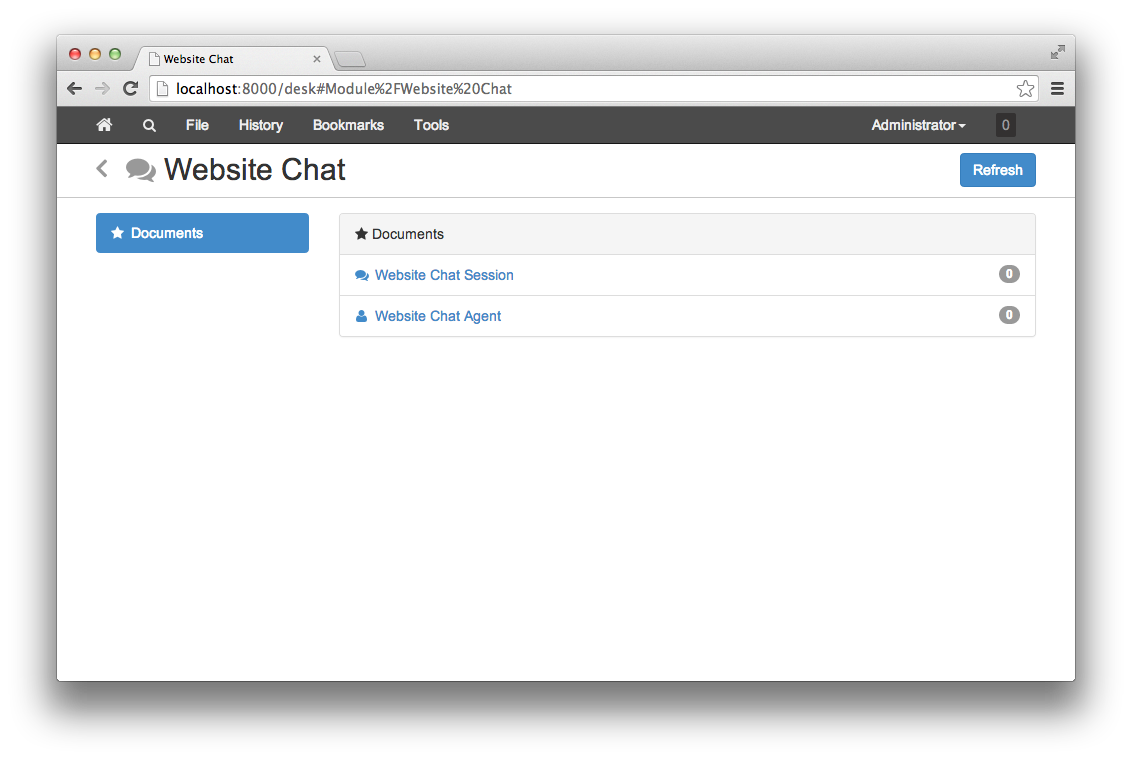 Website Chat
localhost:8000/desk#Module%2FWebsite%20Chat
File History Bookmarks Tools Administrator 0
Website Chat Refresh
Documents
Documents
Website Chat Session 0
Website Chat Agent 0